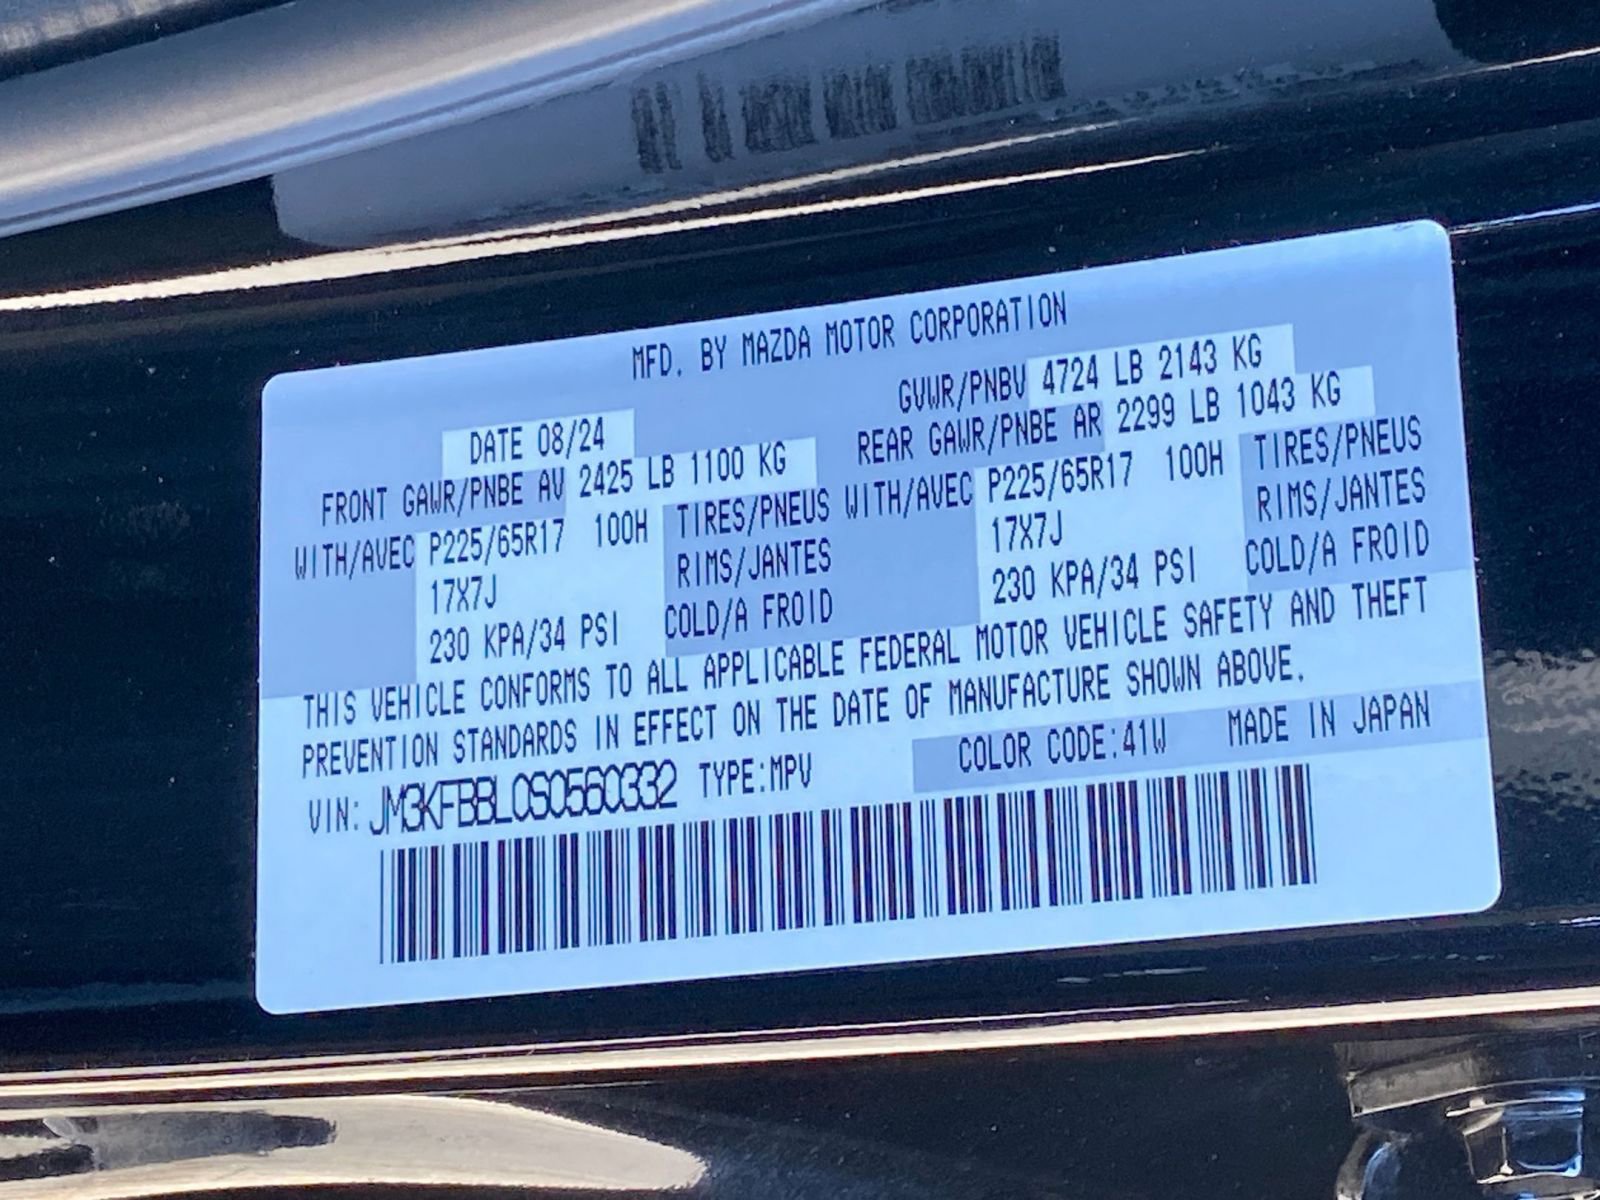 MFD. BY MAZDA MOTOR CORPORATION
DATE 08/24 GVWR/PNBV 4724 LB 2143 KG
FRONT GAWR/PNBE AV 2425 LB 1100 KG REAR GAWR/PNBE AR 2299 LB 1043 KG
WITH/AVEC P225/65R17 100H TIRES/PNEUS WITH/AVEC P225/65R17 100H TIRES/PNEUS
17X7J RIMS/JANTES 17X7J RIMS/JANTES
230 KPA/34 PSI COLD/A FROID 230 KPA/34 PSI COLD/A FROID
THIS VEHICLE CONFORMS TO ALL APPLICABLE FEDERAL MOTOR VEHICLE SAFETY AND THEFT
PREVENTION STANDARDS IN EFFECT ON THE DATE OF MANUFACTURE SHOWN ABOVE.
VIN: JM3KFBBL0S0560332 TYPE:MPV COLOR CODE:41W MADE IN JAPAN